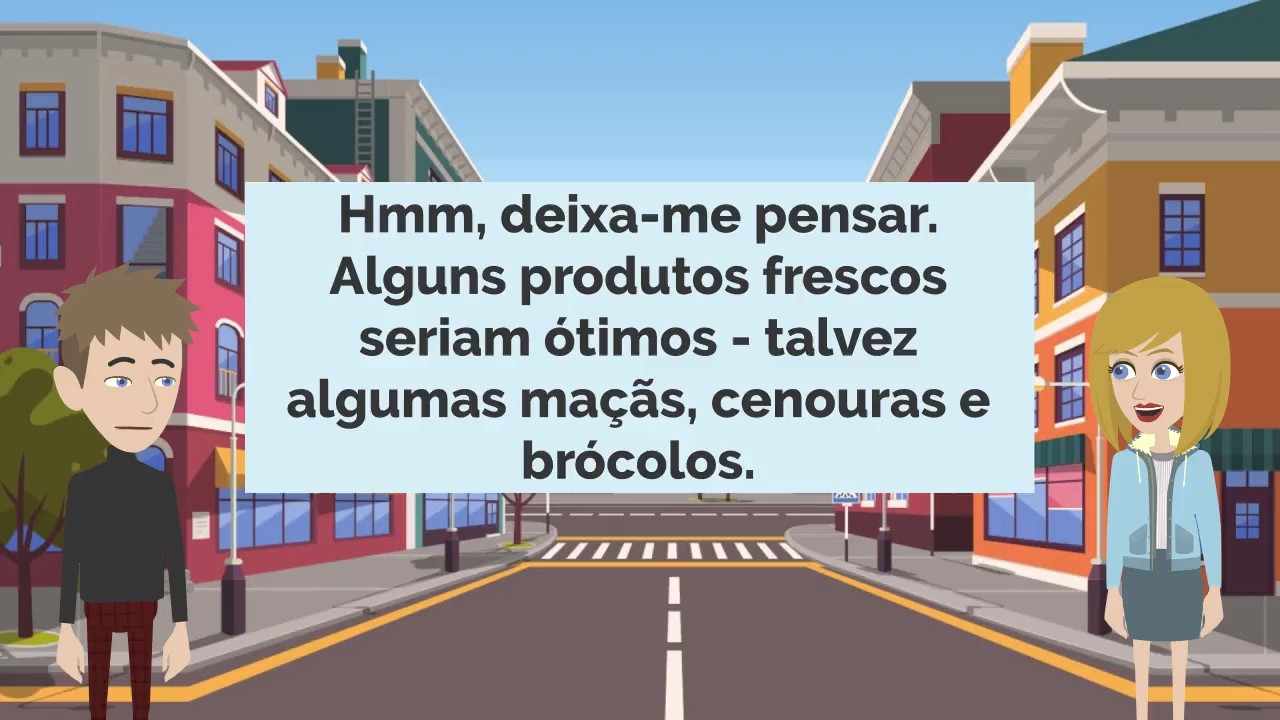 Hmm, deixa-me pensar.
Alguns produtos frescos
seriam ótimos - talvez
algumas maçãs, cenouras e
brócolos.